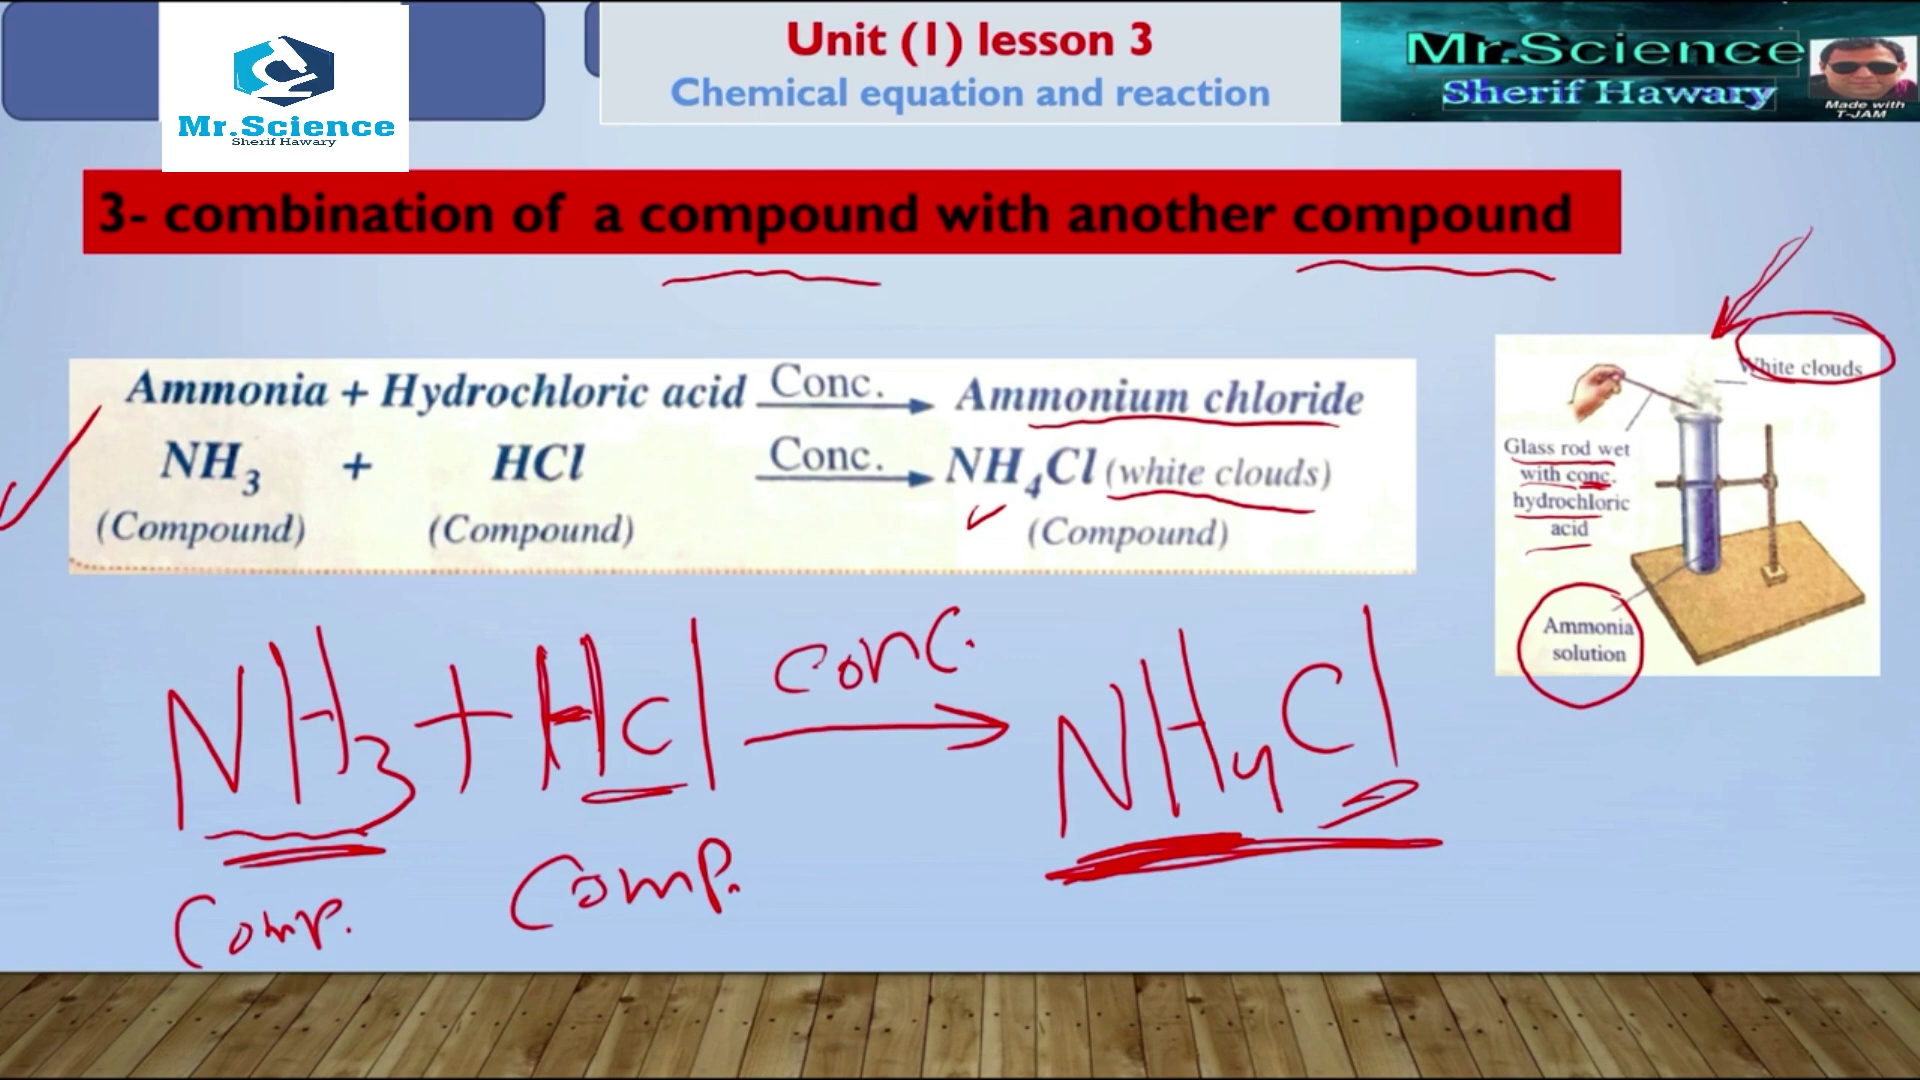 Unit (1) lesson 3
Chemical equation and reaction
Mr.Science
Sherif Hawary
Made with
T-JAM
Mr.Science
Sherif Hawary
3- combination of a compound with another compound
Ammonia + Hydrochloric acid Conc. Ammonium chloride
NH₃ + HCl Conc. NH₄Cl (white clouds)
(Compound) (Compound) (Compound)
White clouds
Glass rod wet
with conc.
hydrochloric
acid
Ammonia
solution
NH₃ + HCl conc. → NH₄Cl
Comp. Comp.